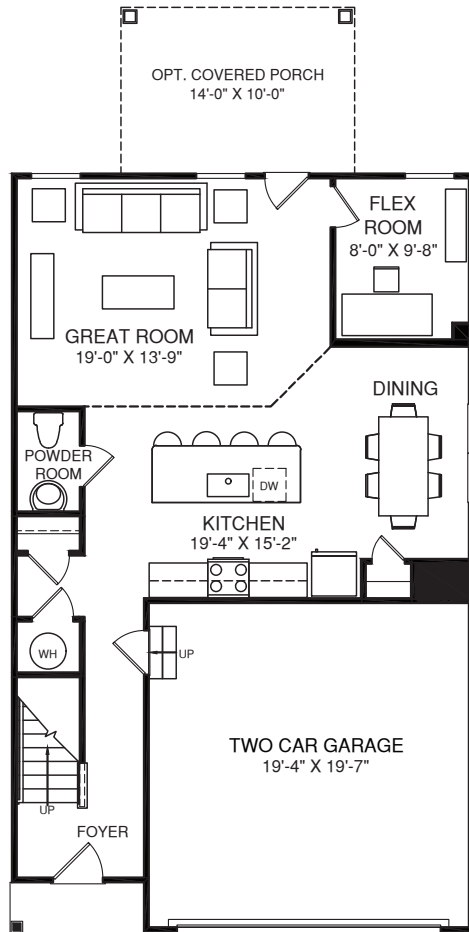 OPT. COVERED PORCH
14'-0" X 10'-0"
FLEX
ROOM
8'-0" X 9'-8"
GREAT ROOM
19'-0" X 13'-9"
DINING
POWDER
ROOM
DW
KITCHEN
19'-4" X 15'-2"
WH
UP
TWO CAR GARAGE
19'-4" X 19'-7"
UP
FOYER